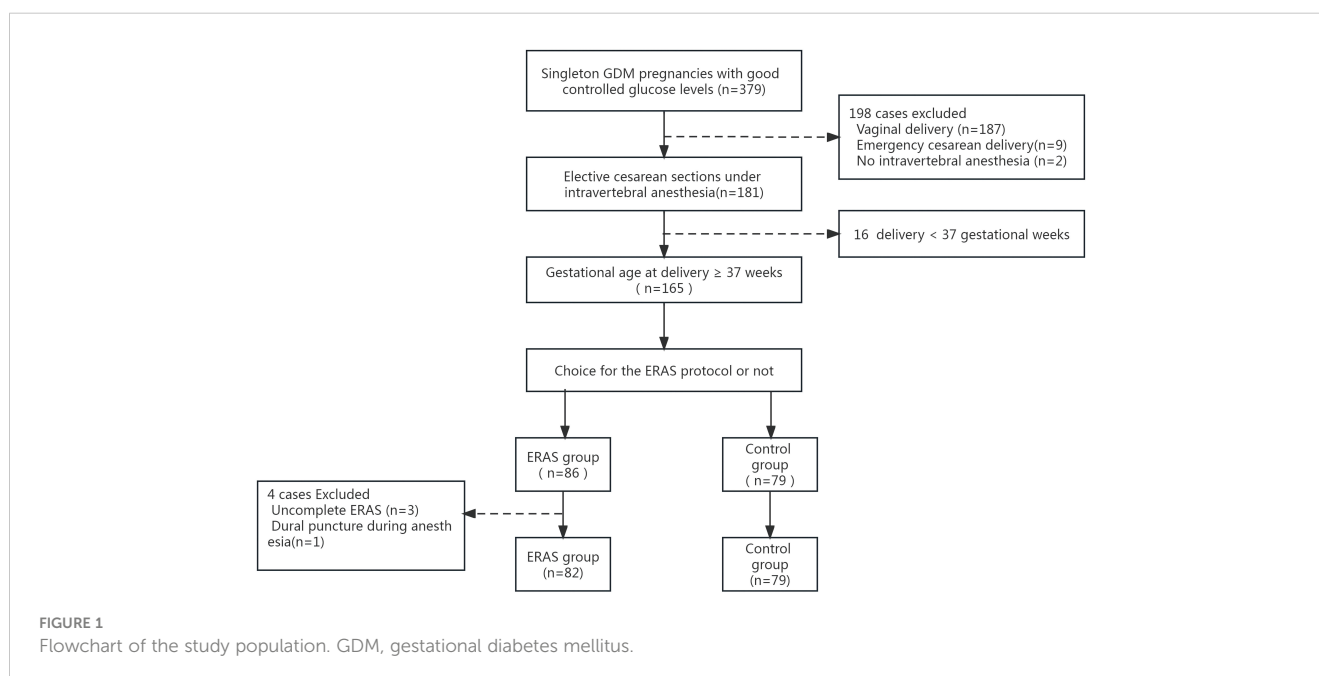 Singleton GDM pregnancies with good
controlled glucose levels (n=379)
198 cases excluded
Vaginal delivery (n=187)
Emergency cesarean delivery(n=9)
No intravertebral anesthesia (n=2)
Elective cesarean sections under
intravertebral anesthesia(n=181)
16 delivery < 37 gestational weeks
Gestational age at delivery ≥ 37 weeks
( n=165 )
Choice for the ERAS protocol or not
ERAS group
( n=86 )
Control
group
( n=79 )
4 cases Excluded
Uncomplete ERAS (n=3)
Dural puncture during anesth
esia(n=1)
ERAS group
(n=82)
Control
group
(n=79)
FIGURE 1
Flowchart of the study population. GDM, gestational diabetes mellitus.